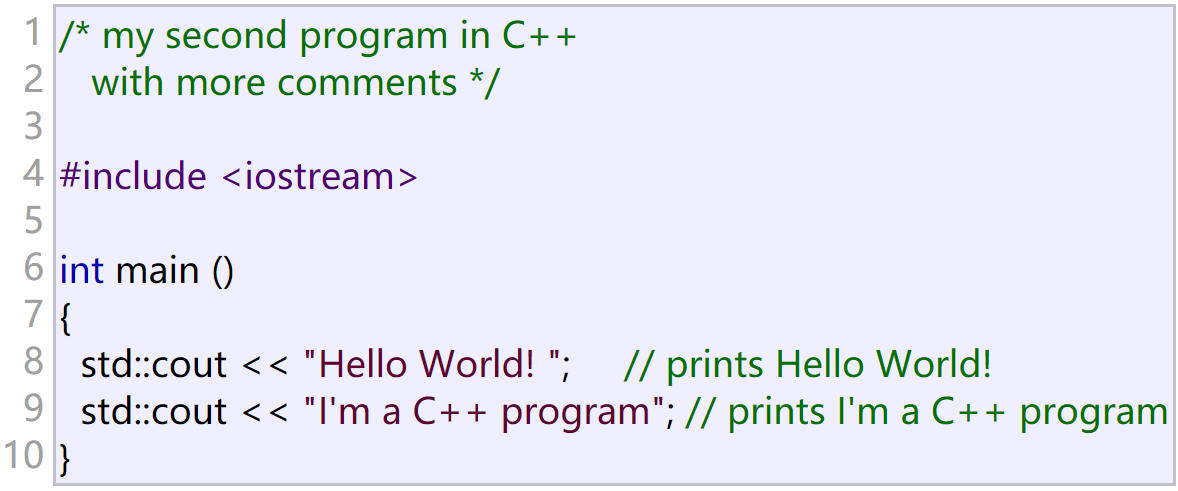 1 /* my second program in C++
2    with more comments */
3
4 #include <iostream>
5
6 int main ()
7 {
8   std::cout << "Hello World! ";     // prints Hello World!
9   std::cout << "I'm a C++ program"; // prints I'm a C++ program
10 }